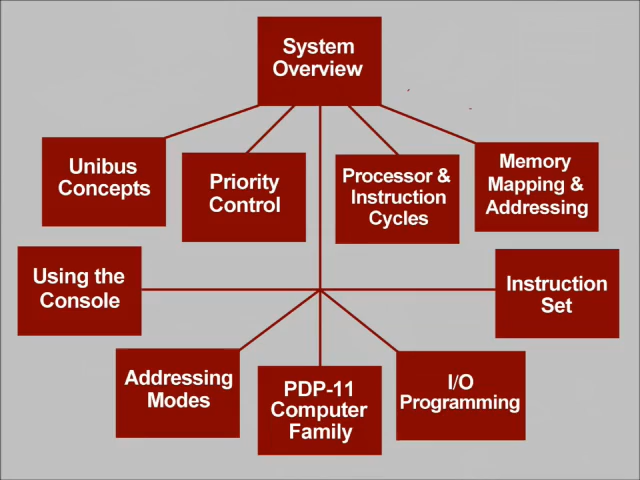 System
Overview
Unibus
Concepts
Priority
Control
Processor &
Instruction
Cycles
Memory
Mapping &
Addressing
Using the
Console
Instruction
Set
Addressing
Modes
PDP-11
Computer
Family
I/O
Programming